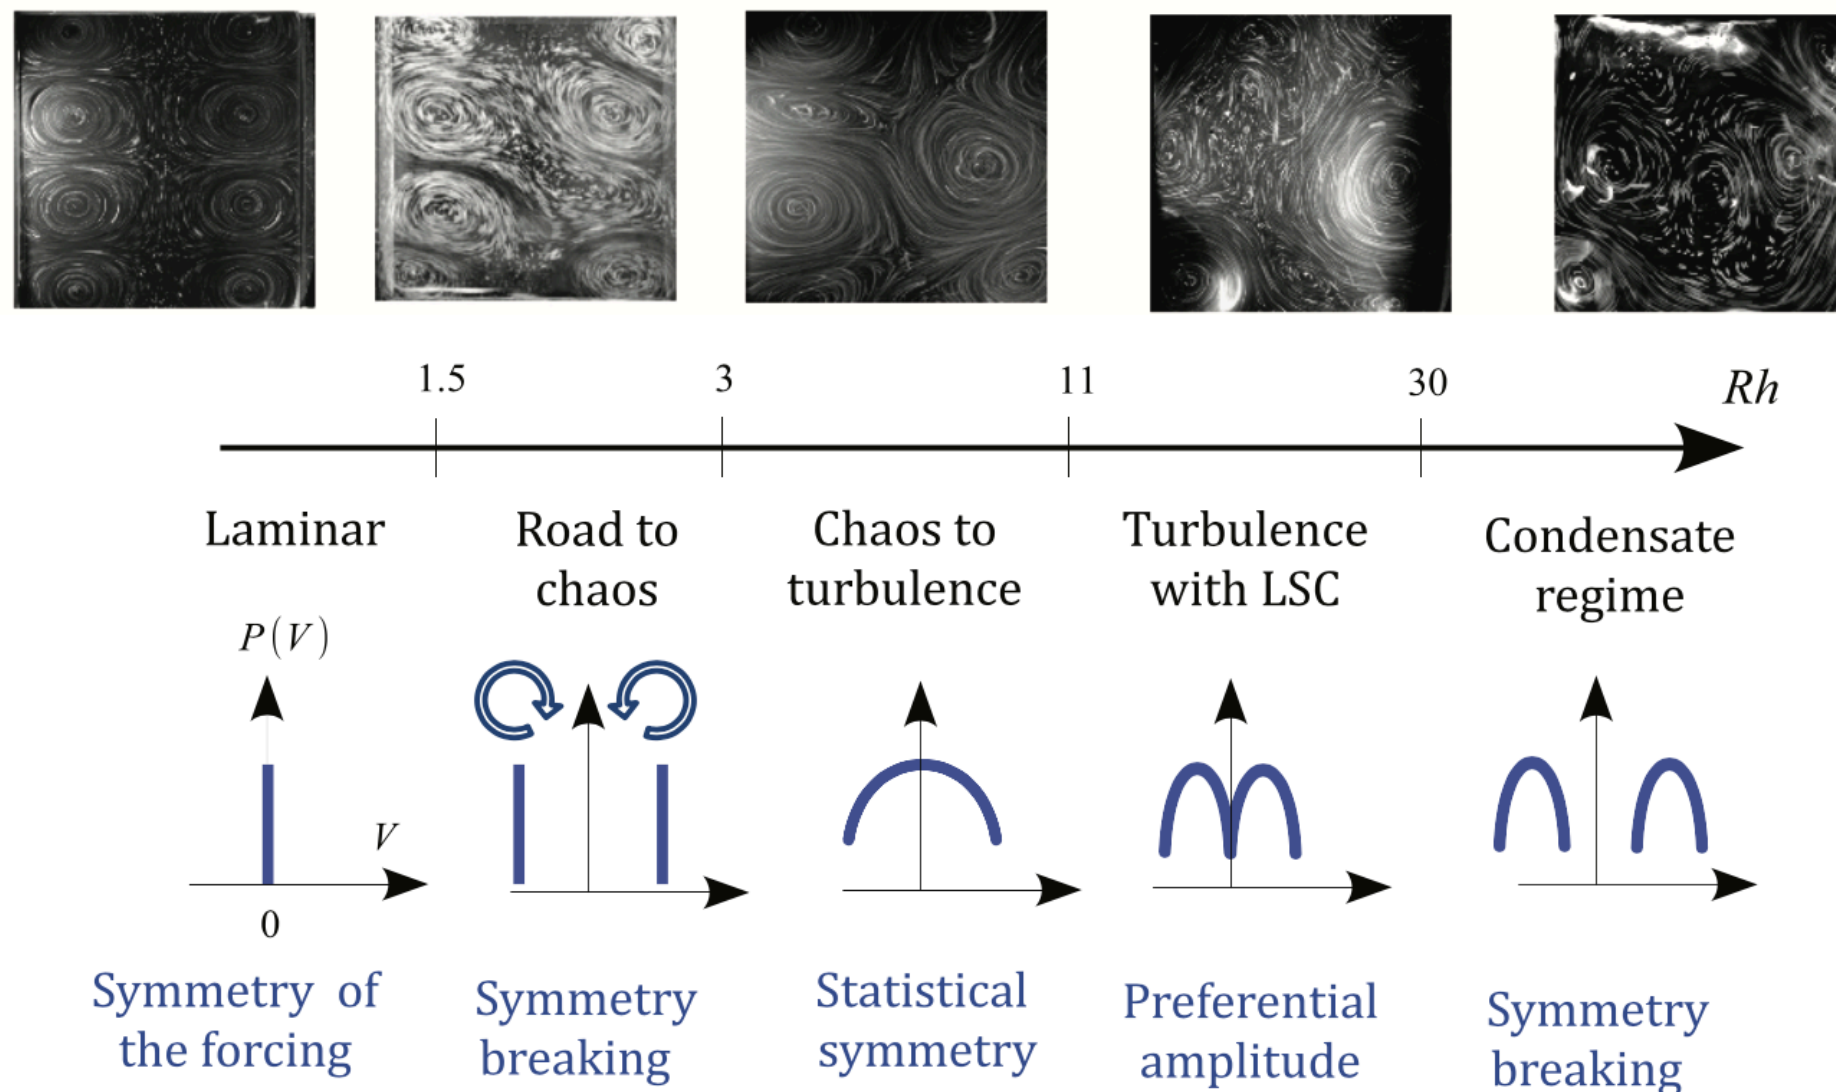 1.5
3
11
30
Rh
Laminar
Road to
chaos
Chaos to
turbulence
Turbulence
with LSC
Condensate
regime
P(V)
V
0
Symmetry of
the forcing
Symmetry
breaking
Statistical
symmetry
Preferential
amplitude
Symmetry
breaking